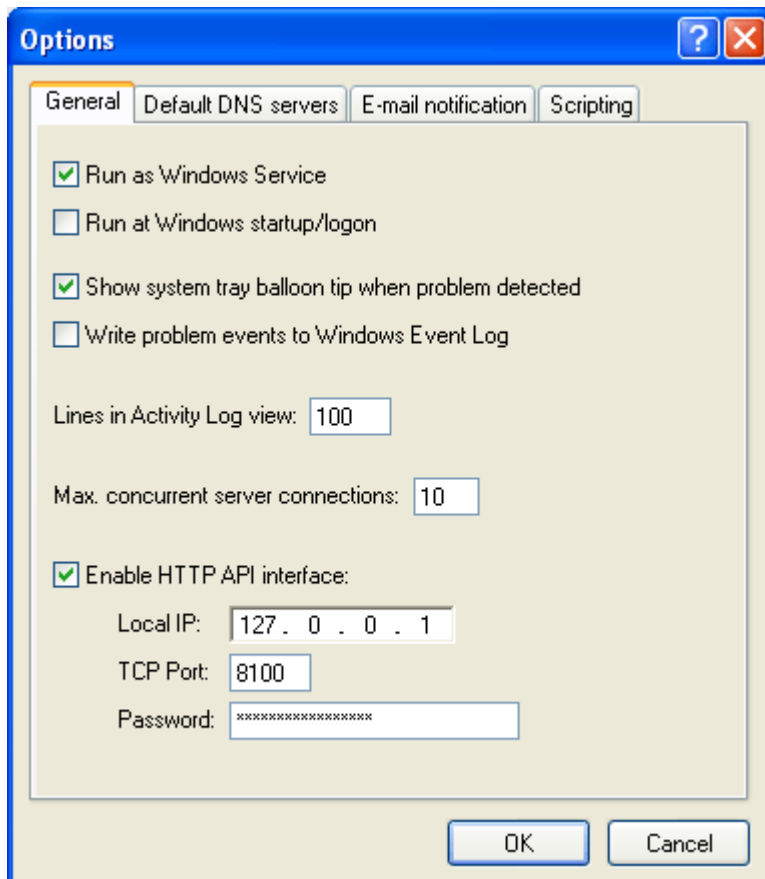 Options
General Default DNS servers E-mail notification Scripting
Run as Windows Service
Run at Windows startup/logon
Show system tray balloon tip when problem detected
Write problem events to Windows Event Log
Lines in Activity Log view: 100
Max. concurrent server connections: 10
Enable HTTP API interface:
Local IP: 127 . 0 . 0 . 1
TCP Port: 8100
Password: *****************
OK Cancel